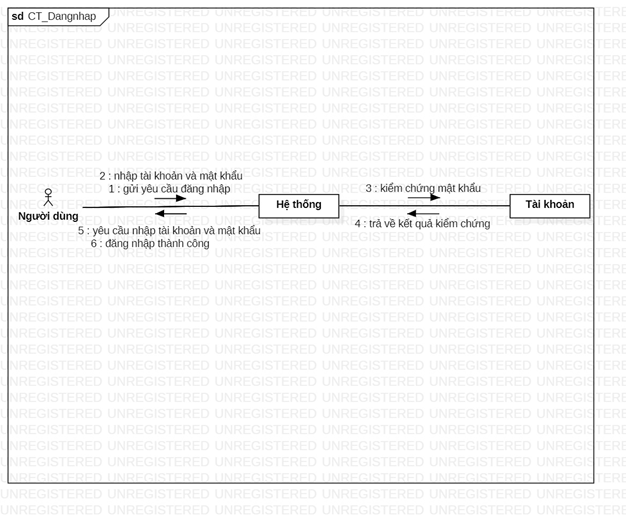 sd CT_Dangnhap
2 : nhập tài khoản và mật khẩu
1 : gửi yêu cầu đăng nhập
3 : kiểm chứng mật khẩu
Người dùng
Hệ thống
Tài khoản
4 : trả về kết quả kiểm chứng
5 : yêu cầu nhập tài khoản và mật khẩu
6 : đăng nhập thành công
UNREGISTERED UNREGISTERED UNREGISTERED UNREGISTERED UNREGISTERED UNREGISTERED